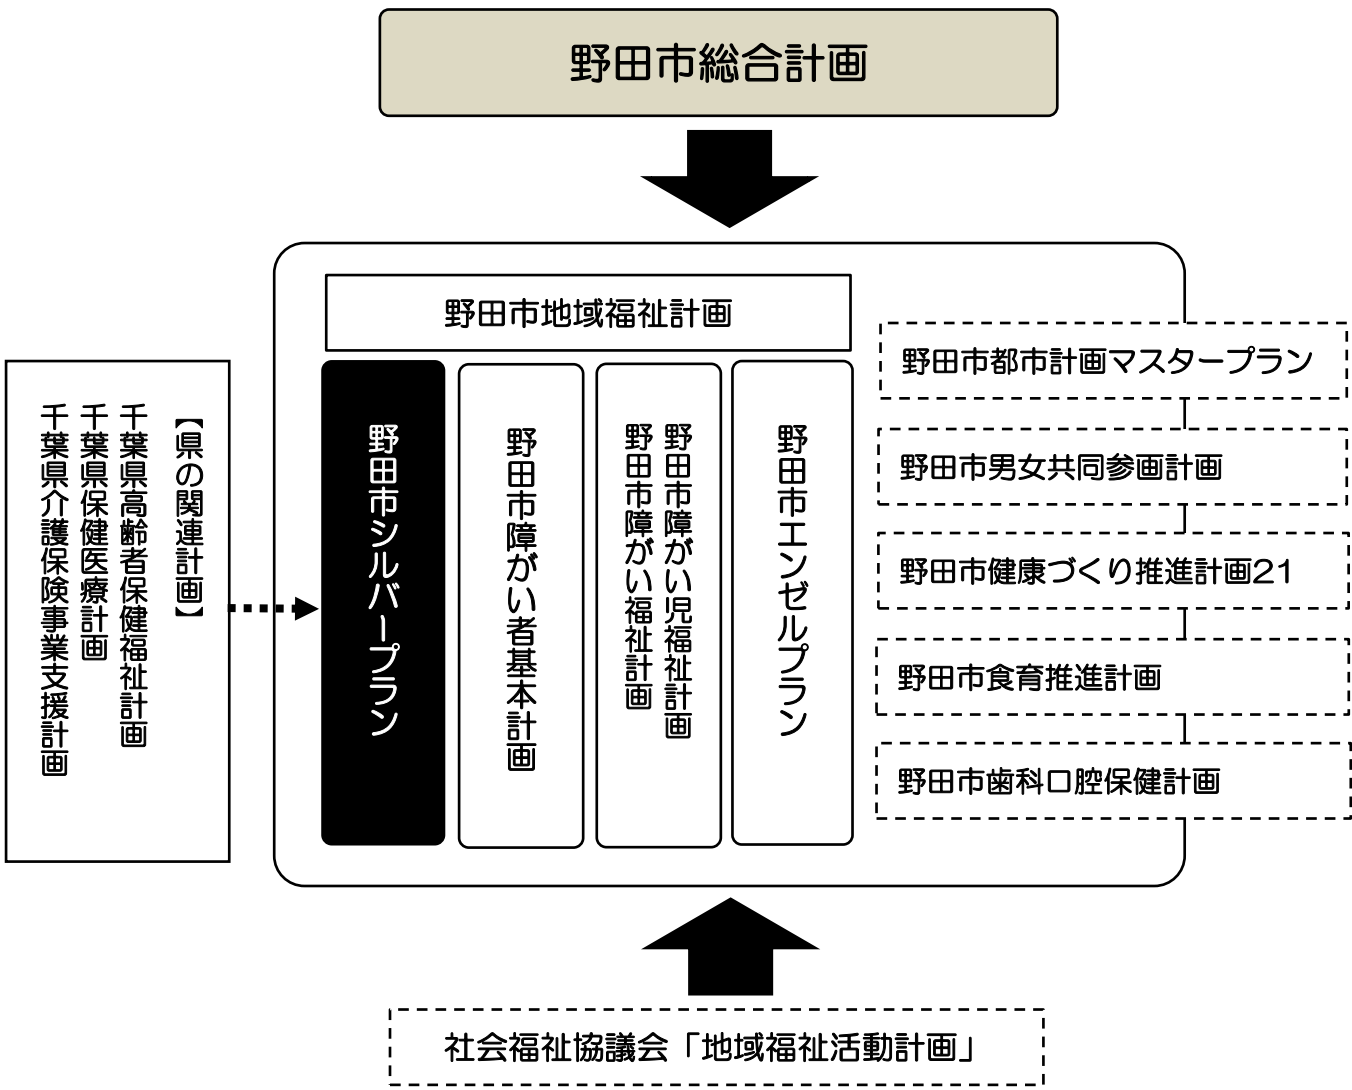 野田市総合計画
野田市地域福祉計画
【県の関連計画】
千葉県高齢者保健福祉計画
千葉県保健医療計画
千葉県介護保険事業支援計画
野田市シルバープラン
野田市障がい者基本計画
野田市障がい児福祉計画
野田市障がい福祉計画
野田市エンゼルプラン
野田市都市計画マスタープラン
野田市男女共同参画計画
野田市健康づくり推進計画21
野田市食育推進計画
野田市歯科口腔保健計画
社会福祉協議会「地域福祉活動計画」